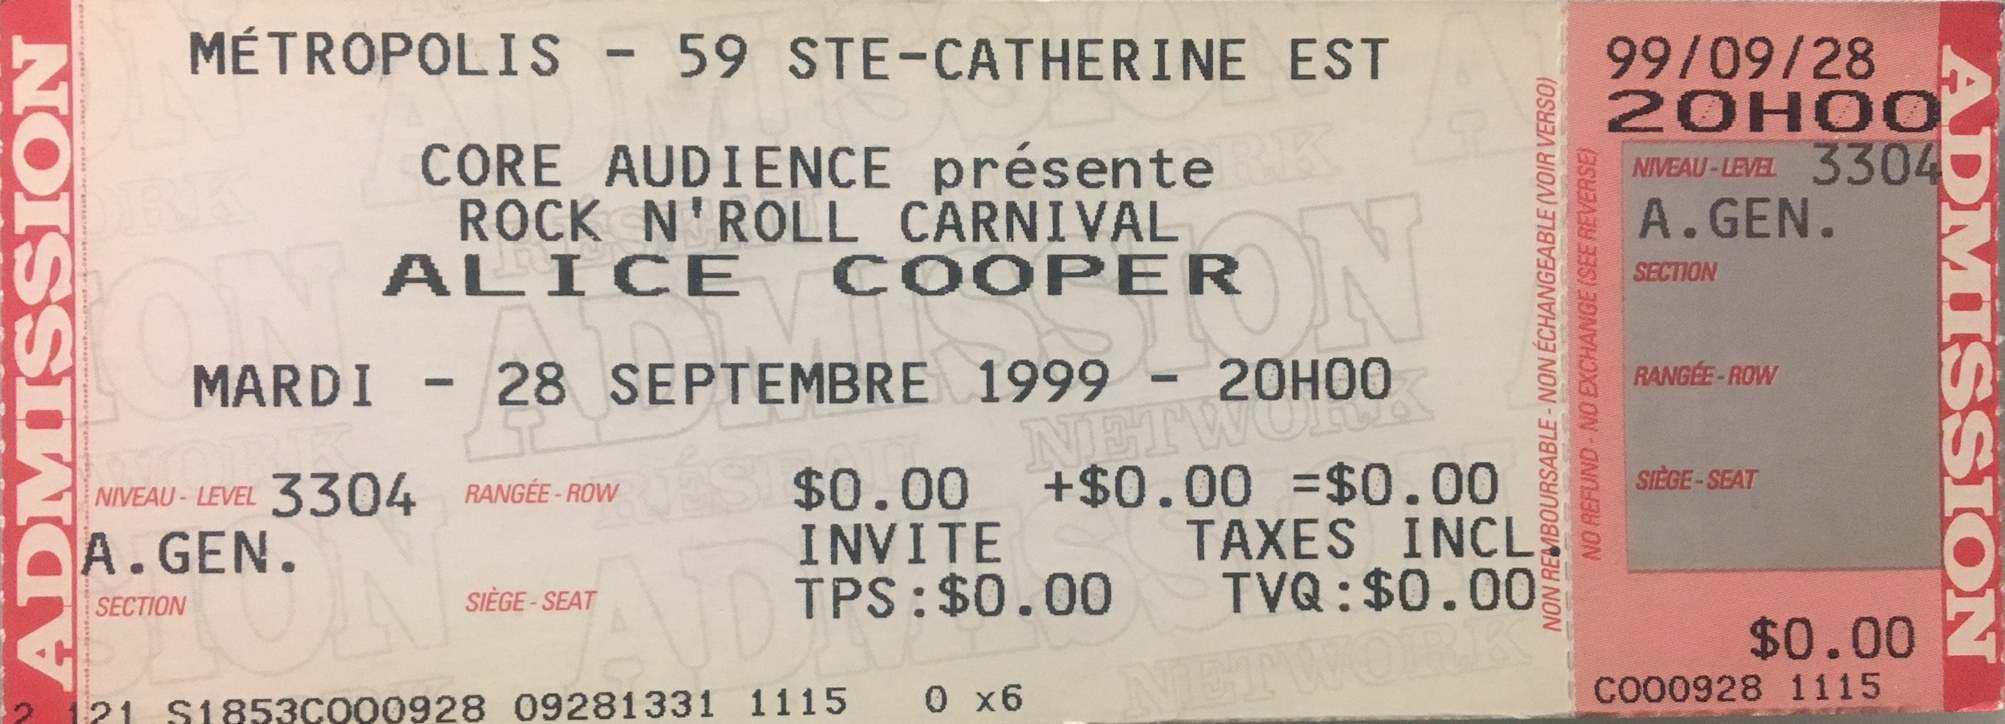 ADMISSION
MÉTROPOLIS - 59 STE-CATHERINE EST
CORE AUDIENCE présente
ROCK N'ROLL CARNIVAL
ALICE COOPER
MARDI - 28 SEPTEMBRE 1999 - 20H00
NIVEAU - LEVEL 3304 RANGÉE - ROW $0.00 +$0.00 =$0.00
A.GEN. INVITE TAXES INCL.
SECTION SIÈGE - SEAT TPS:$0.00 TVQ:$0.00
2 121 S1853C000928 09281331 1115 0 x6
NON REMBOURSABLE - NON ÉCHANGEABLE (VOIR VERSO)
NO REFUND - NO EXCHANGE (SEE REVERSE)
99/09/28
20H00
NIVEAU - LEVEL 3304
A.GEN.
SECTION
RANGÉE - ROW
SIÈGE - SEAT
$0.00
C000928 1115
ADMISSION
RÉSEAU
ADMISSION
NETWORK